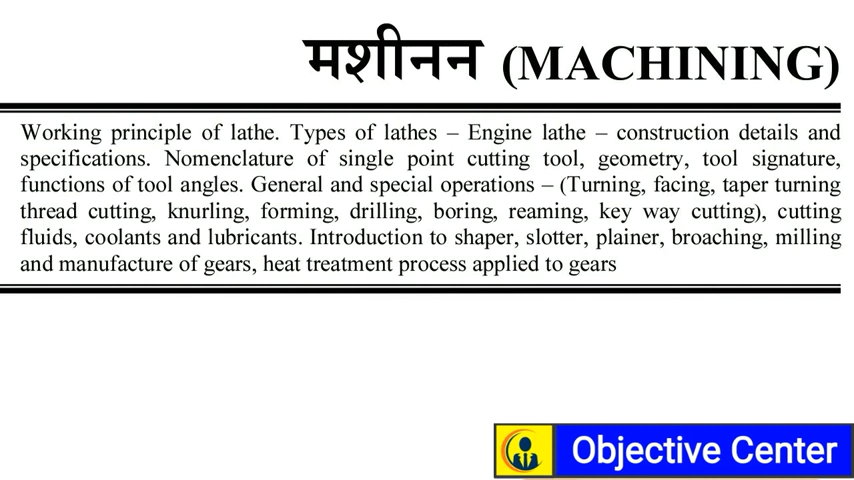 मशीनन (MACHINING)
Working principle of lathe. Types of lathes – Engine lathe – construction details and
specifications. Nomenclature of single point cutting tool, geometry, tool signature,
functions of tool angles. General and special operations – (Turning, facing, taper turning
thread cutting, knurling, forming, drilling, boring, reaming, key way cutting), cutting
fluids, coolants and lubricants. Introduction to shaper, slotter, plainer, broaching, milling
and manufacture of gears, heat treatment process applied to gears
Objective Center